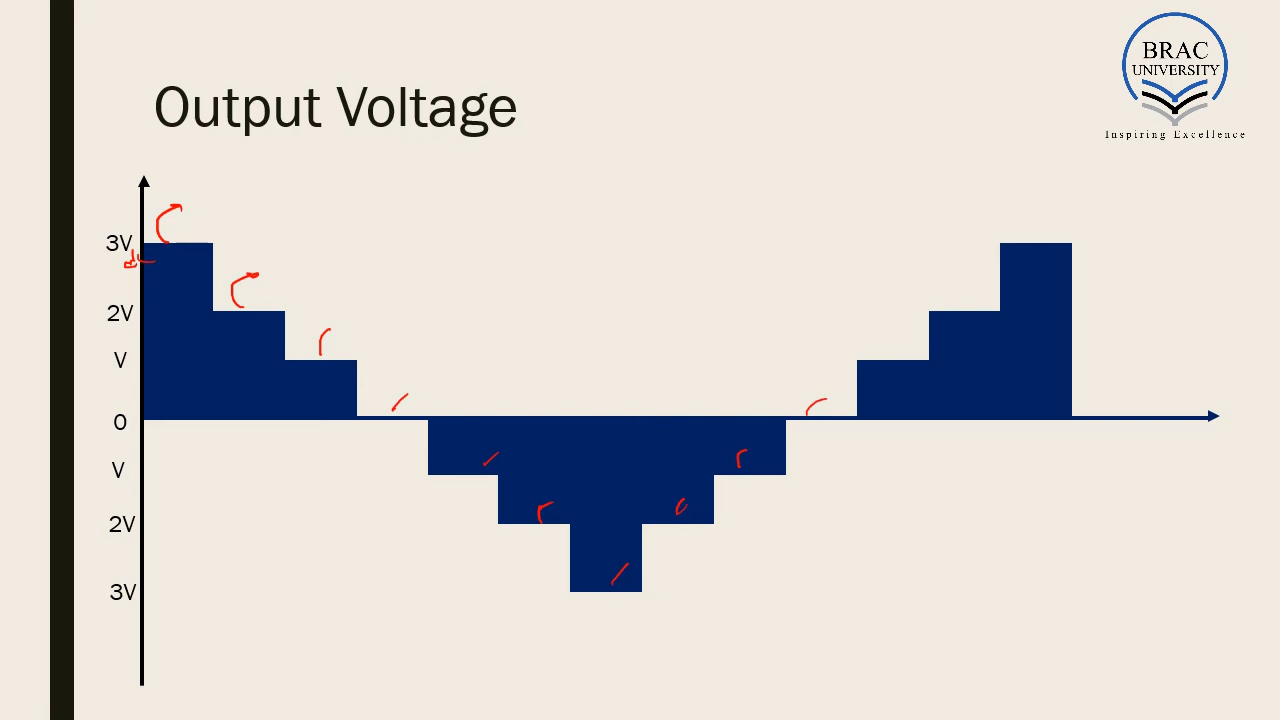 BRAC
UNIVERSITY
Inspiring Excellence
Output Voltage
3V
2V
V
0
V
2V
3V